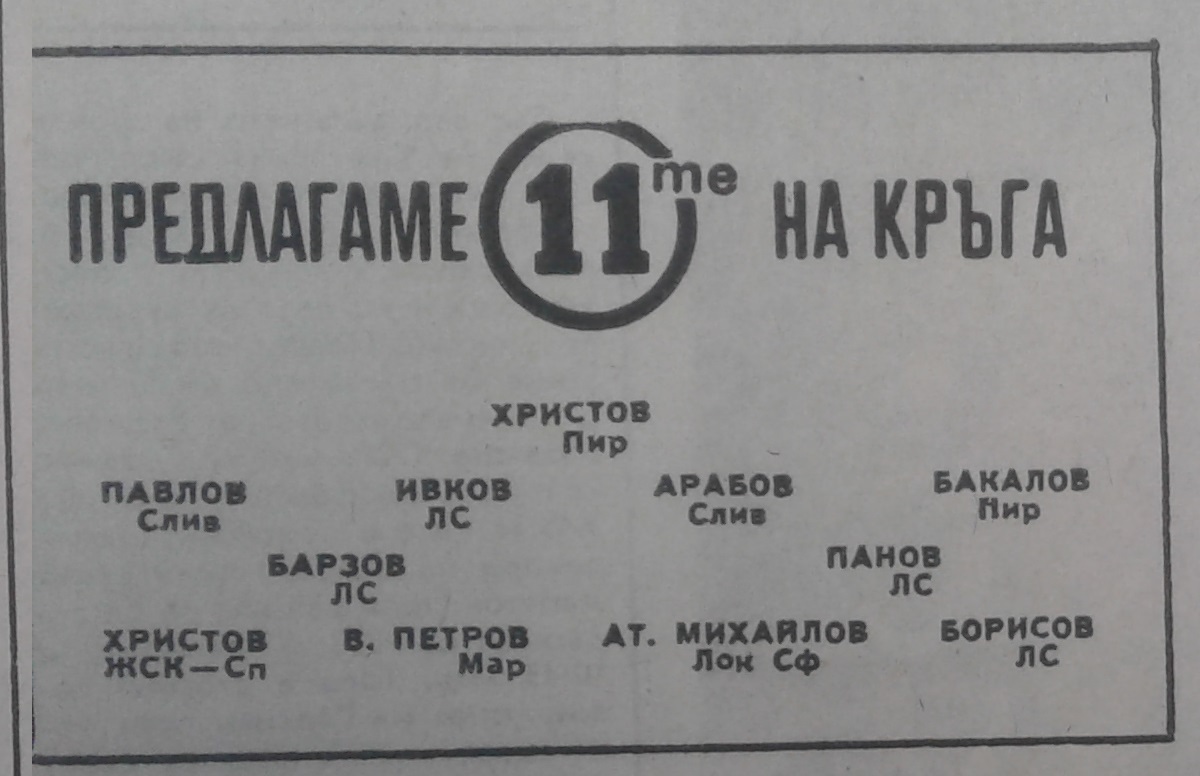 ПРЕДЛАГАМЕ 11те НА КРЪГА
ХРИСТОВ
Пир
ПАВЛОВ ИВКОВ АРАБОВ БАКАЛОВ
Слив ЛС Слив Пир
БАРЗОВ ПАНОВ
ЛС ЛС
ХРИСТОВ В. ПЕТРОВ АТ. МИХАЙЛОВ БОРИСОВ
ЖСК—Сп Мар Лок Сф ЛС